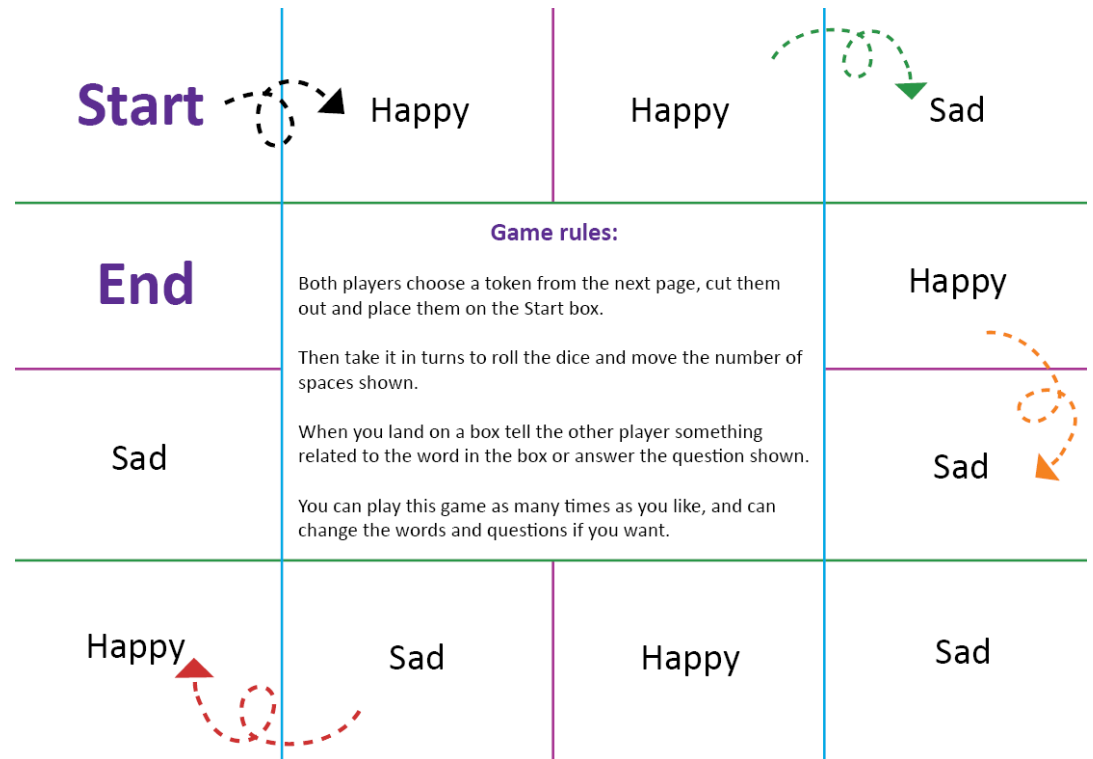 Start
Happy
Happy
Sad
End
Game rules:
Happy
Both players choose a token from the next page, cut them
out and place them on the Start box.
Then take it in turns to roll the dice and move the number of
spaces shown.
When you land on a box tell the other player something
related to the word in the box or answer the question shown.
You can play this game as many times as you like, and can
change the words and questions if you want.
Sad
Sad
Happy
Sad
Happy
Sad